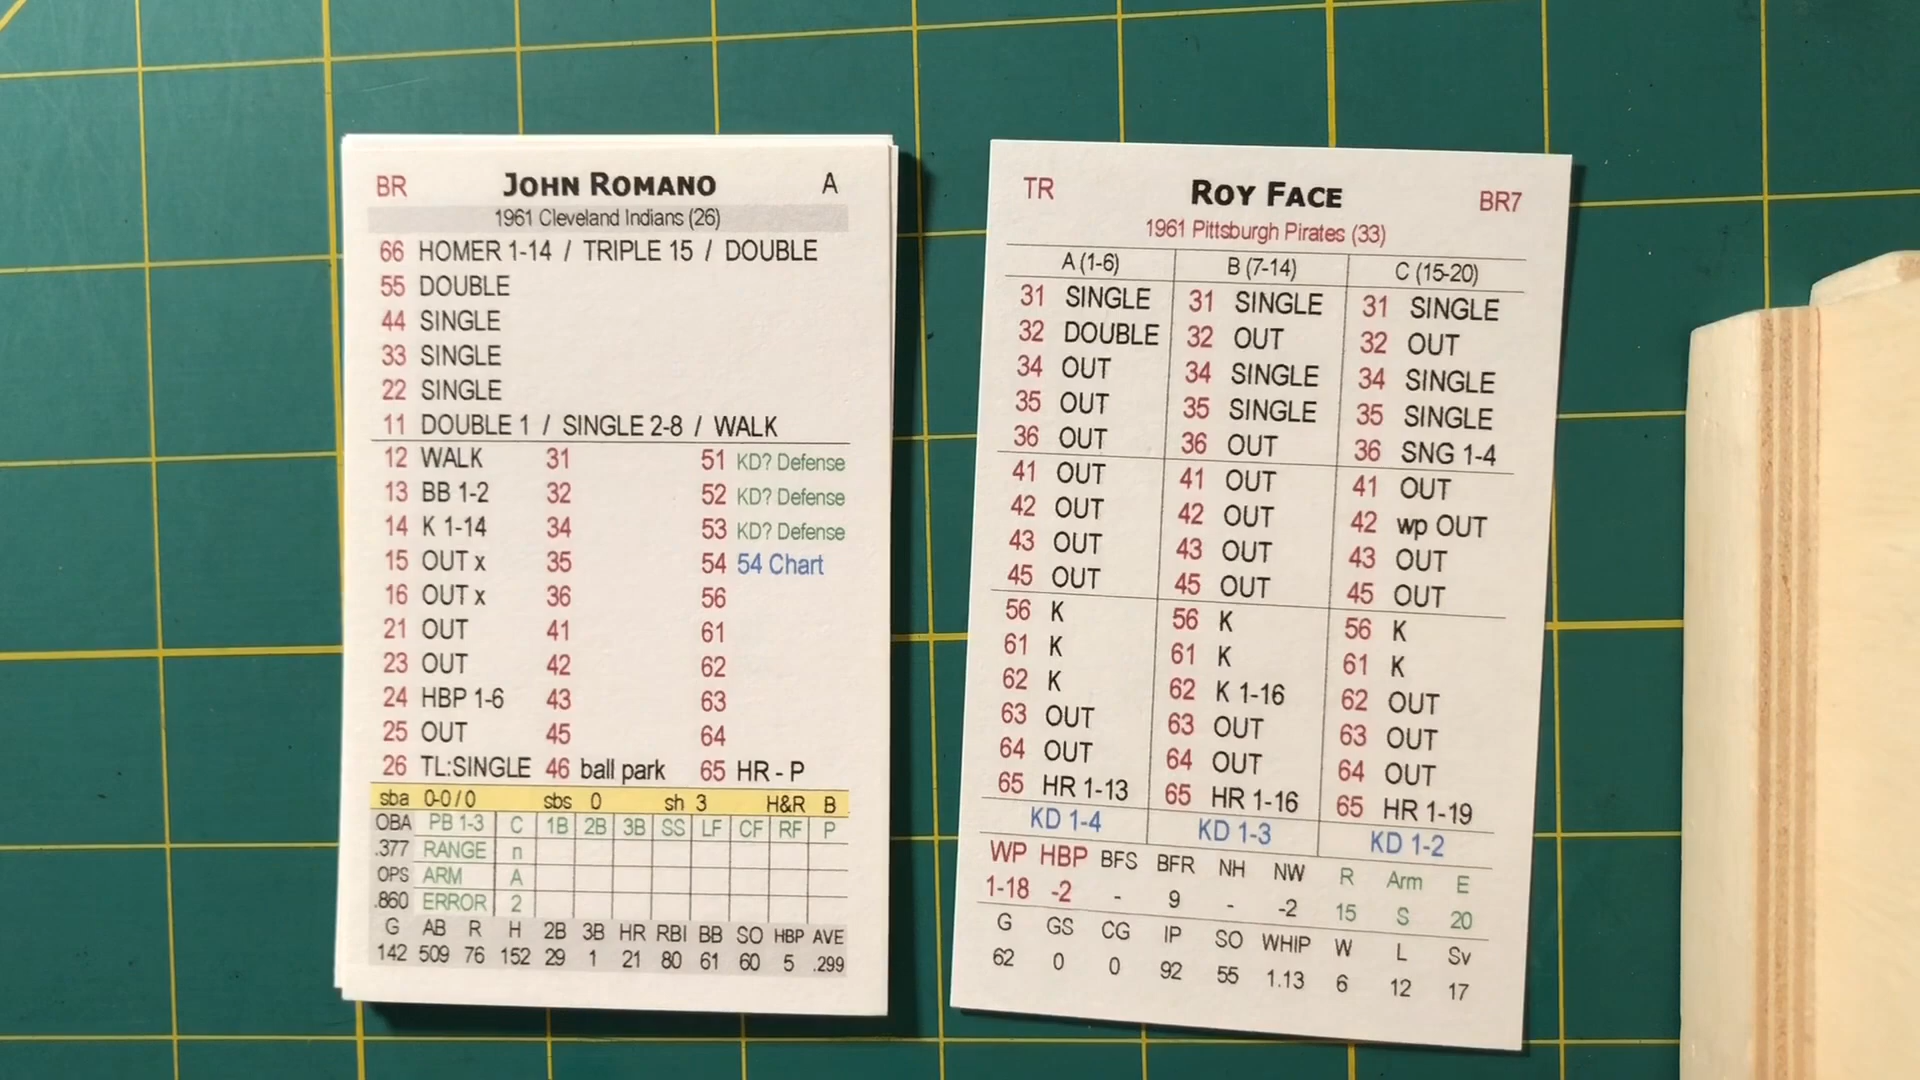 BR JOHN ROMANO A
1961 Cleveland Indians (26)
66 HOMER 1-14 / TRIPLE 15 / DOUBLE
55 DOUBLE
44 SINGLE
33 SINGLE
22 SINGLE
11 DOUBLE 1 / SINGLE 2-8 / WALK
12 WALK 31 51 KD? Defense
13 BB 1-2 32 52 KD? Defense
14 K 1-14 34 53 KD? Defense
15 OUT x 35 54 54 Chart
16 OUT x 36 56
21 OUT 41 61
23 OUT 42 62
24 HBP 1-6 43 63
25 OUT 45 64
26 TL:SINGLE 46 ball park 65 HR - P
sba 0-0 / 0 sbs 0 sh 3 H&R B
OBA PB 1-3 C 1B 2B 3B SS LF CF RF P
.377 RANGE n
OPS ARM A
.860 ERROR 2
G AB R H 2B 3B HR RBI BB SO HBP AVE
142 509 76 152 29 1 21 80 61 60 5 .299
TR ROY FACE BR7
1961 Pittsburgh Pirates (33)
A (1-6) B (7-14) C (15-20)
31 SINGLE 31 SINGLE 31 SINGLE
32 DOUBLE 32 OUT 32 OUT
34 OUT 34 SINGLE 34 SINGLE
35 OUT 35 SINGLE 35 SINGLE
36 OUT 36 OUT 36 SNG 1-4
41 OUT 41 OUT 41 OUT
42 OUT 42 OUT 42 wp OUT
43 OUT 43 OUT 43 OUT
45 OUT 45 OUT 45 OUT
56 K 56 K 56 K
61 K 61 K 61 K
62 K 62 K 1-16 62 OUT
63 OUT 63 OUT 63 OUT
64 OUT 64 OUT 64 OUT
65 HR 1-13 65 HR 1-16 65 HR 1-19
KD 1-4 KD 1-3 KD 1-2
WP HBP BFS BFR NH NW R Arm E
1-18 -2 - 9 - -2 15 S 20
G GS CG IP SO WHIP W L Sv
62 0 0 92 55 1.13 6 12 17